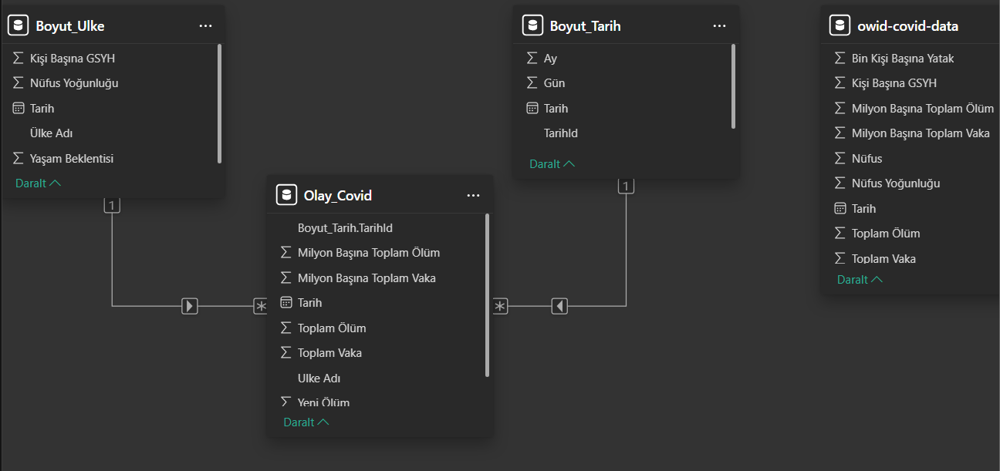 Boyut_Ulke
Kişi Başına GSYH
Nüfus Yoğunluğu
Tarih
Ülke Adı
Yaşam Beklentisi
Daralt
1
Olay_Covid
Boyut_Tarih.TarihId
Milyon Başına Toplam Ölüm
Milyon Başına Toplam Vaka
Tarih
Toplam Ölüm
Toplam Vaka
Ulke Adı
Yeni Ölüm
Daralt
Boyut_Tarih
Ay
Gün
Tarih
TarihId
Daralt
1
owid-covid-data
Bin Kişi Başına Yatak
Kişi Başına GSYH
Milyon Başına Toplam Ölüm
Milyon Başına Toplam Vaka
Nüfus
Nüfus Yoğunluğu
Tarih
Toplam Ölüm
Toplam Vaka
Daralt